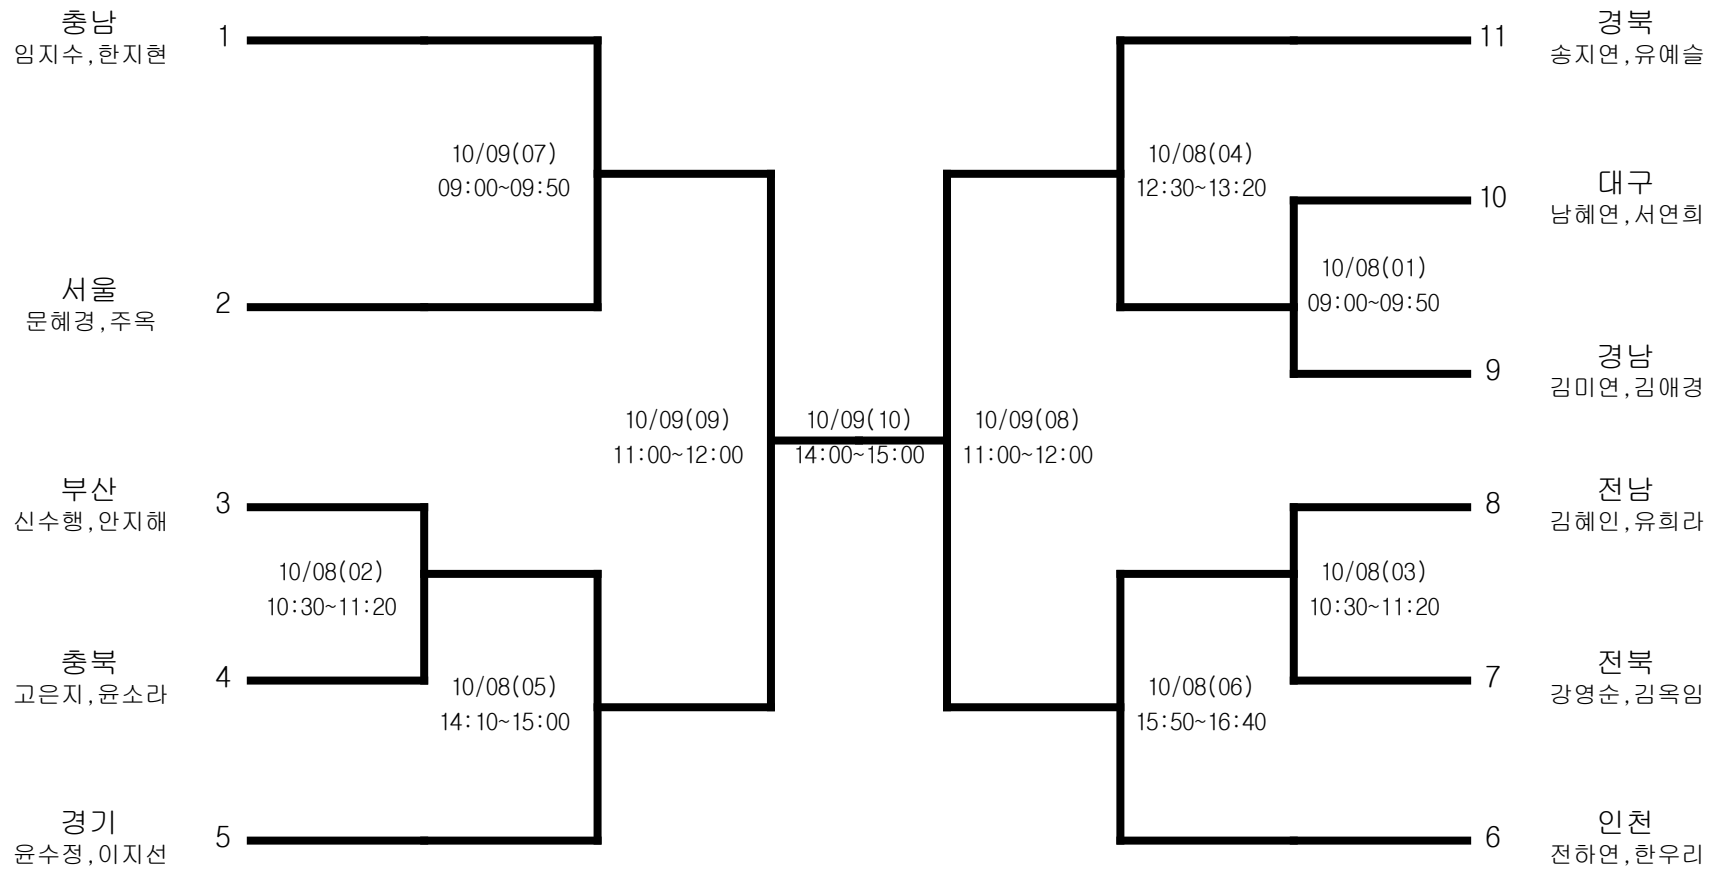 충남
임지수,한지현
1
10/09(07)
09:00~09:50
서울
문혜경,주옥
2
부산
신수행,안지해
3
10/08(02)
10:30~11:20
충북
고은지,윤소라
4
10/08(05)
14:10~15:00
경기
윤수정,이지선
5
10/09(09)
11:00~12:00
10/09(10)
14:00~15:00
10/09(08)
11:00~12:00
11
경북
송지연,유예슬
10/08(04)
12:30~13:20
10
대구
남혜연,서연희
10/08(01)
09:00~09:50
9
경남
김미연,김애경
8
전남
김혜인,유희라
10/08(03)
10:30~11:20
7
전북
강영순,김옥임
10/08(06)
15:50~16:40
6
인천
전하연,한우리